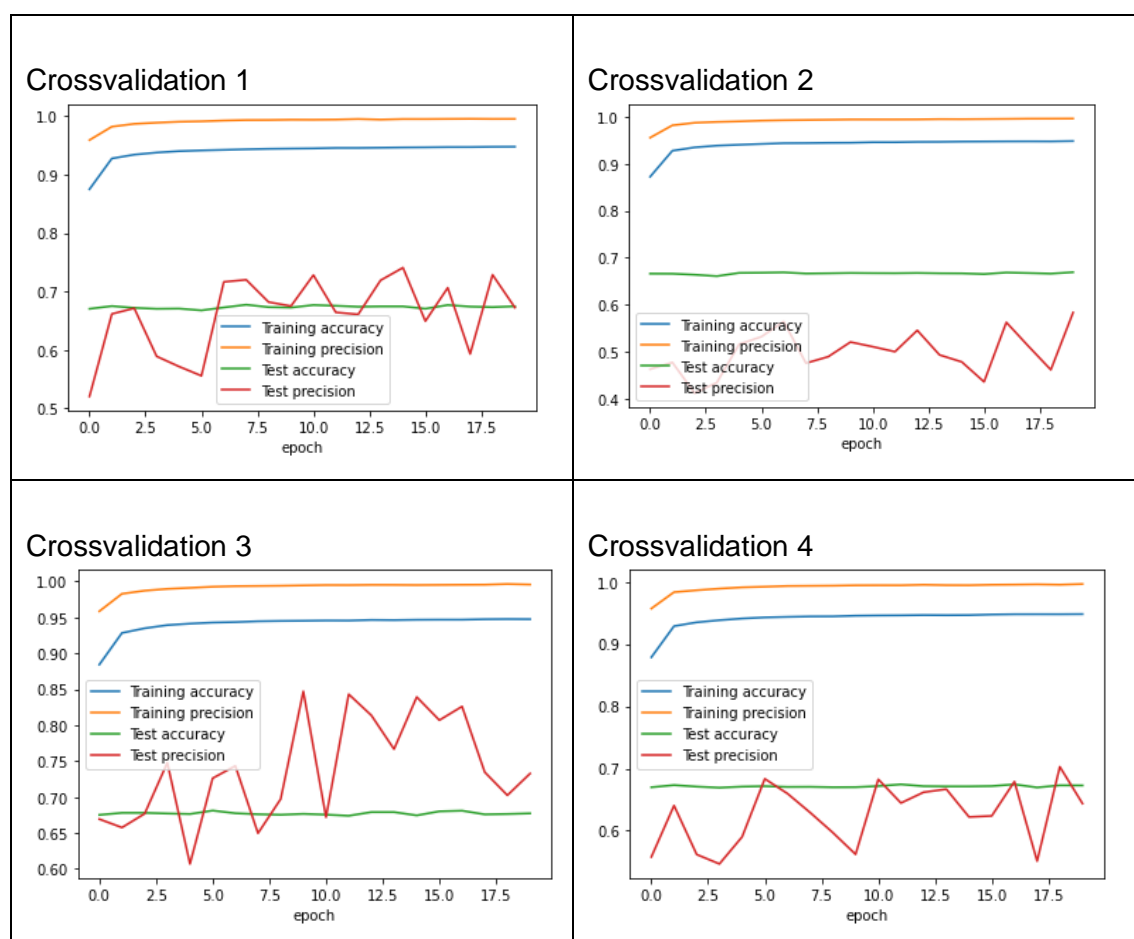 Crossvalidation 1
1.0
0.9
0.8
0.7
0.6
0.5
Training accuracy
Training precision
Test accuracy
Test precision
0.0 2.5 5.0 7.5 10.0 12.5 15.0 17.5
epoch
Crossvalidation 2
1.0
0.9
0.8
0.7
0.6
0.5
0.4
Training accuracy
Training precision
Test accuracy
Test precision
0.0 2.5 5.0 7.5 10.0 12.5 15.0 17.5
epoch
Crossvalidation 3
1.00
0.95
0.90
0.85
0.80
0.75
0.70
0.65
0.60
Training accuracy
Training precision
Test accuracy
Test precision
0.0 2.5 5.0 7.5 10.0 12.5 15.0 17.5
epoch
Crossvalidation 4
1.0
0.9
0.8
0.7
0.6
Training accuracy
Training precision
Test accuracy
Test precision
0.0 2.5 5.0 7.5 10.0 12.5 15.0 17.5
epoch